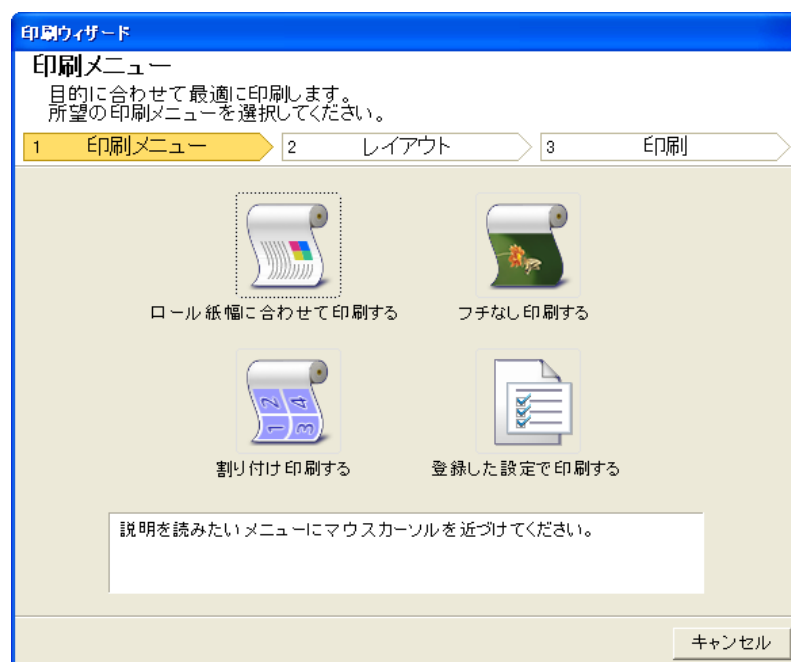 印刷ウィザード
印刷メニュー
目的に合わせて最適に印刷します。
所望の印刷メニューを選択してください。
1 印刷メニュー 2 レイアウト 3 印刷
ロール紙幅に合わせて印刷する フチなし印刷する
1 2 3 4
割り付け印刷する 登録した設定で印刷する
説明を読みたいメニューにマウスカーソルを近づけてください。
キャンセル